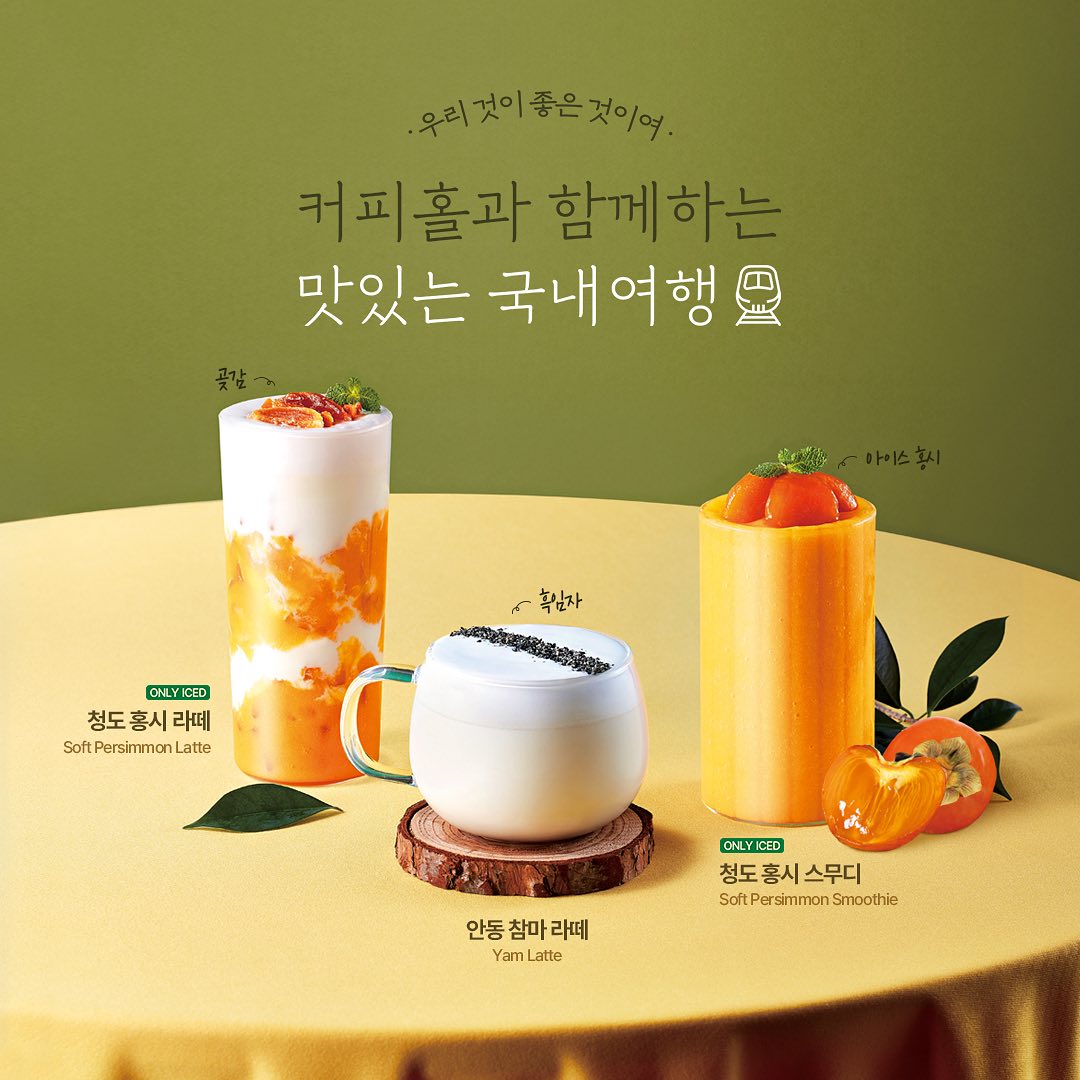 · 우리 것이 좋은 것이여 ·
커피홀과 함께하는
맛있는 국내여행
곶감
아이스 홍시
흑임자
ONLY ICED
청도 홍시 라떼
Soft Persimmon Latte
ONLY ICED
청도 홍시 스무디
Soft Persimmon Smoothie
안동 참마 라떼
Yam Latte